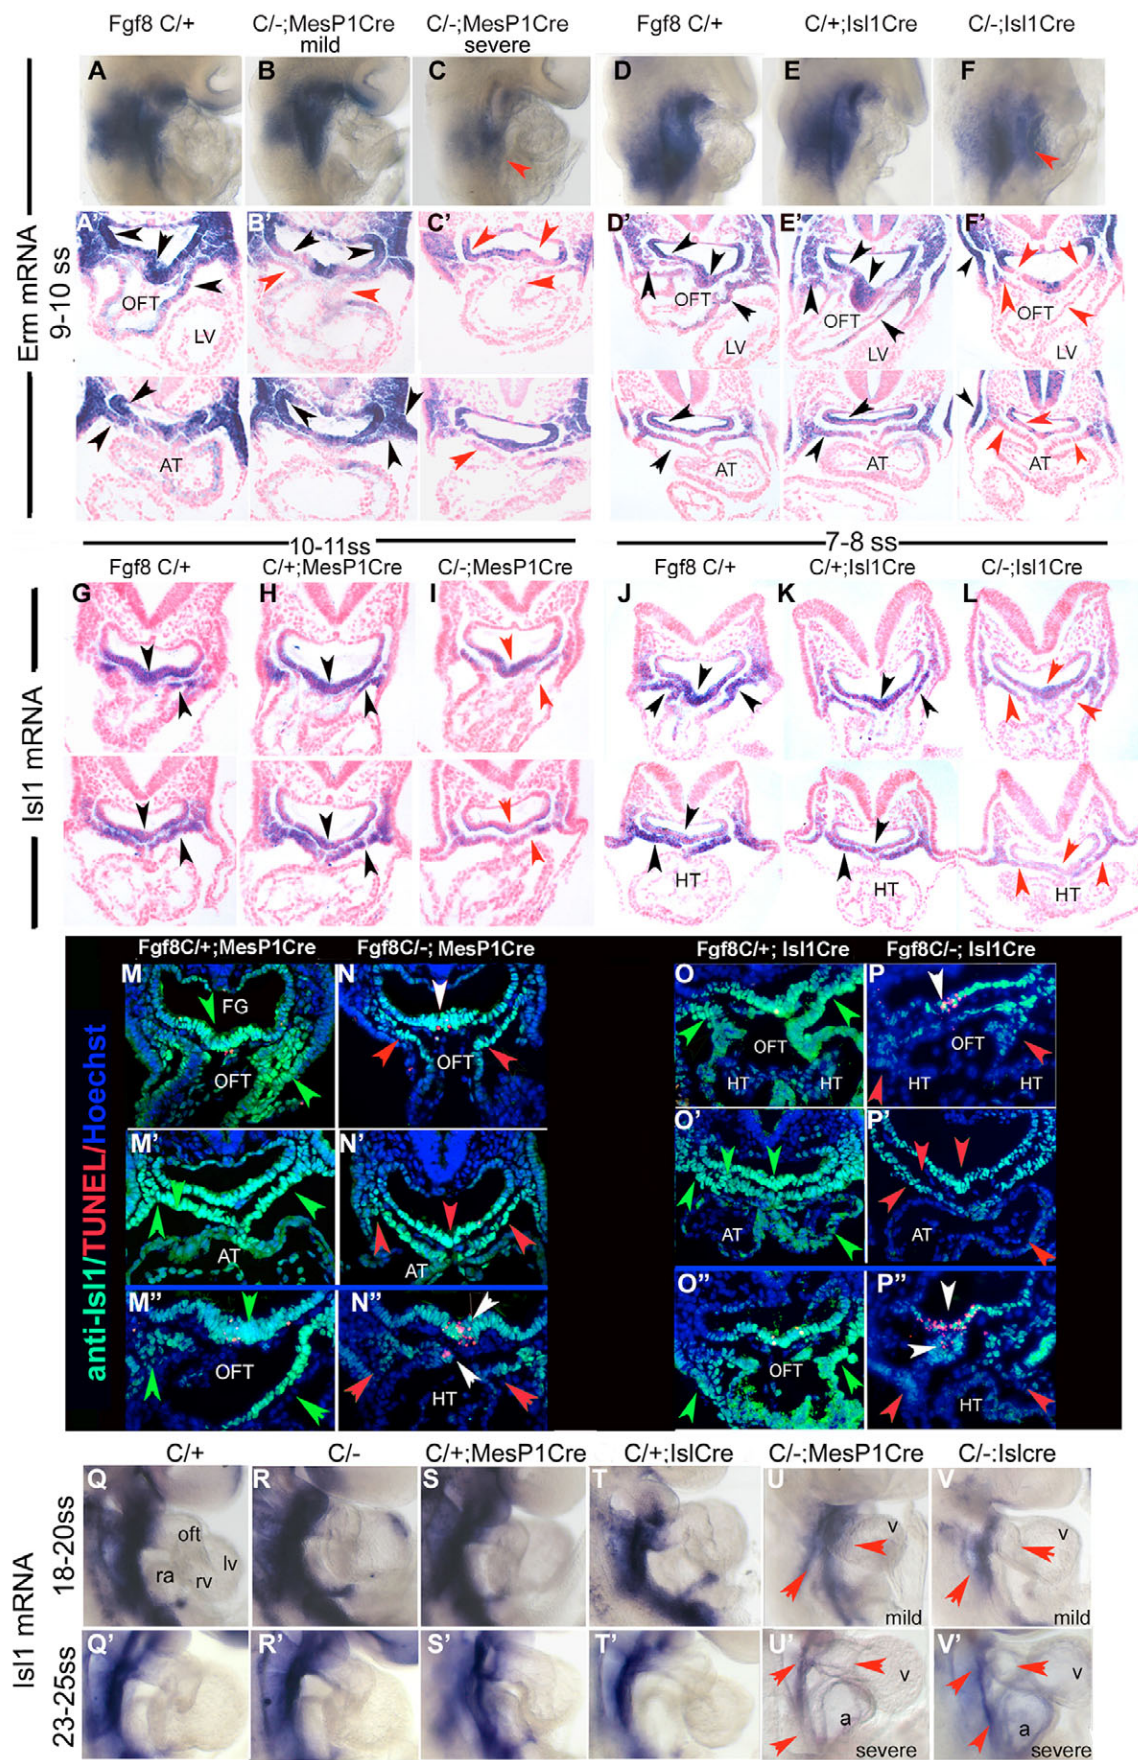 Fgf8 C/+ C/-;MesP1Cre mild C/-;MesP1Cre severe Fgf8 C/+ C/+;Isl1Cre C/-;Isl1Cre
Erm mRNA
9-10 ss
A B C D E F
A' B' C' D' E' F'
OFT LV OFT LV OFT LV OFT LV
AT AT AT AT
10-11ss 7-8 ss
Fgf8 C/+ C/+;MesP1Cre C/-;MesP1Cre Fgf8 C/+ C/+;Isl1Cre C/-;Isl1Cre
Isl1 mRNA
G H I J K L
HT HT HT
Fgf8C/+;MesP1Cre Fgf8C/-; MesP1Cre Fgf8C/+; Isl1Cre Fgf8C/-; Isl1Cre
anti-Isl1/TUNEL/Hoechst
M N O P
FG OFT OFT OFT HT HT OFT HT HT
M' N' O' P'
AT AT AT AT
M" N" O" P"
OFT HT OFT HT
C/+ C/- C/+;MesP1Cre C/+;IslCre C/-;MesP1Cre C/-;Islcre
Isl1 mRNA
18-20ss
Q R S T U V
oft lv ra rv v mild v mild
23-25ss
Q' R' S' T' U' V'
v a severe v a severe